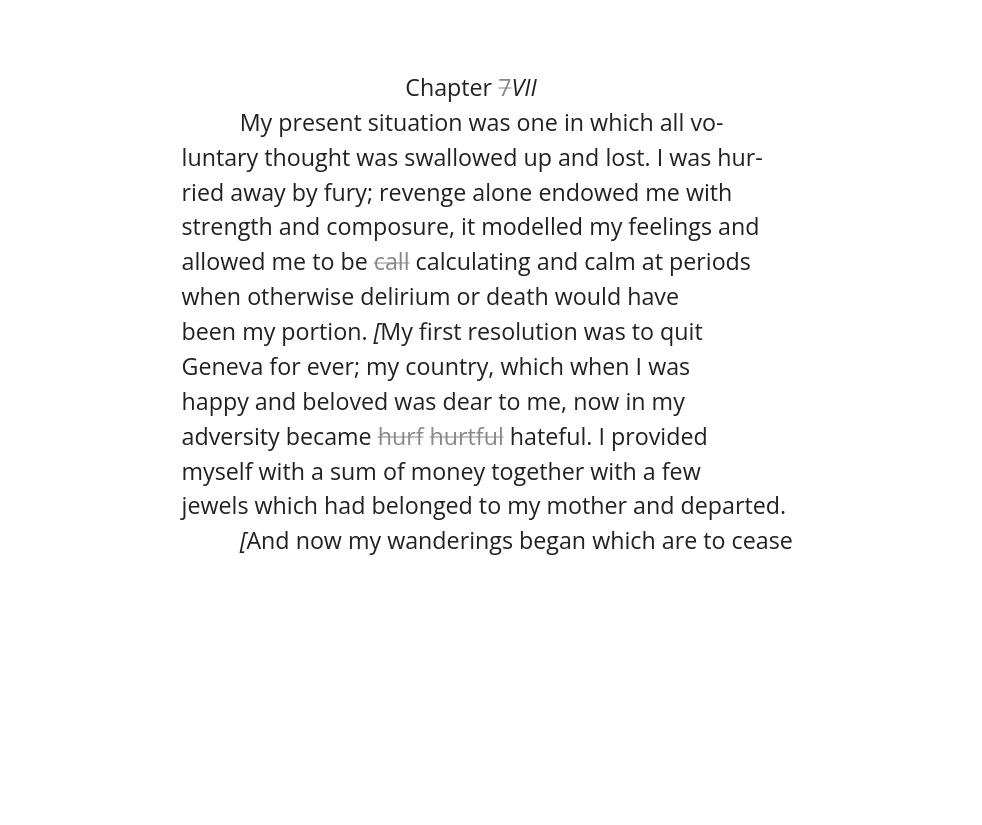 Chapter 7VII
My present situation was one in which all vo-
luntary thought was swallowed up and lost. I was hur-
ried away by fury; revenge alone endowed me with
strength and composure, it modelled my feelings and
allowed me to be call calculating and calm at periods
when otherwise delirium or death would have
been my portion. [My first resolution was to quit
Geneva for ever; my country, which when I was
happy and beloved was dear to me, now in my
adversity became hurf hurtful hateful. I provided
myself with a sum of money together with a few
jewels which had belonged to my mother and departed.
[And now my wanderings began which are to cease